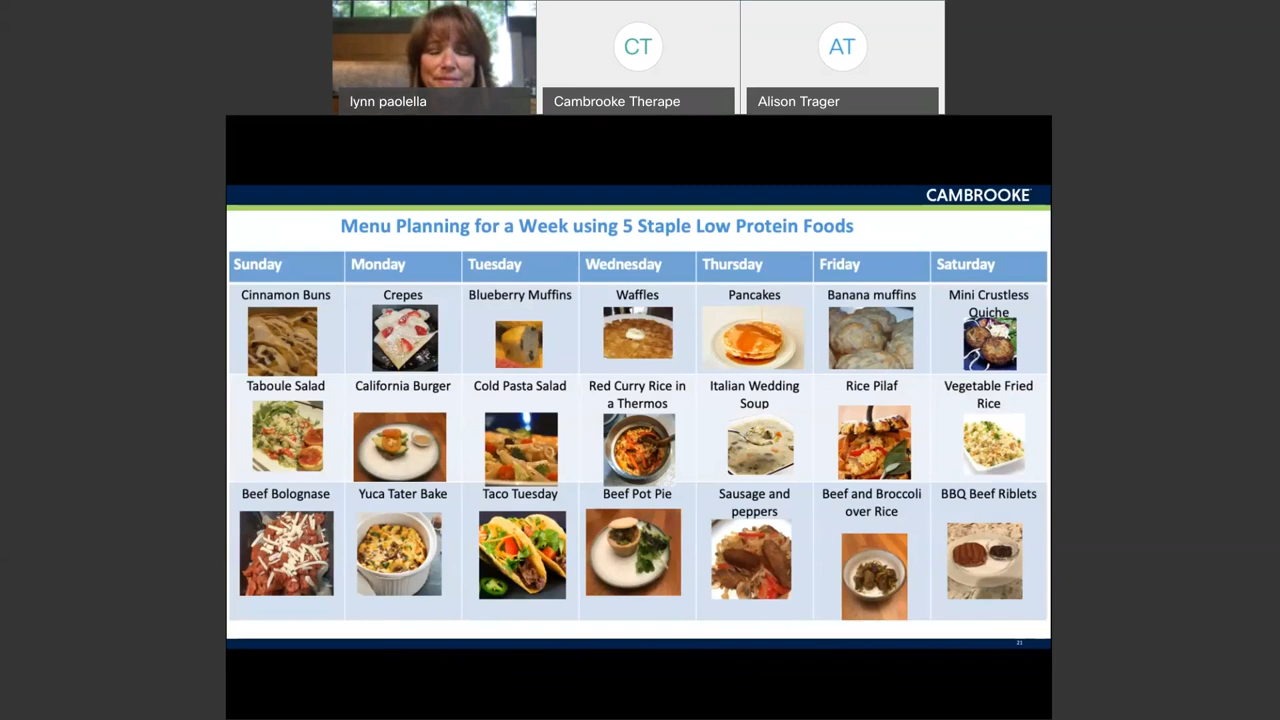 CT
AT
lynn paolella
Cambrooke Therape
Alison Trager
CAMBROOKE
Menu Planning for a Week using 5 Staple Low Protein Foods
Sunday
Monday
Tuesday
Wednesday
Thursday
Friday
Saturday
Cinnamon Buns
Crepes
Blueberry Muffins
Waffles
Pancakes
Banana muffins
Mini Crustless
Quiche
Taboule Salad
California Burger
Cold Pasta Salad
Red Curry Rice in
a Thermos
Italian Wedding
Soup
Rice Pilaf
Vegetable Fried
Rice
Beef Bolognase
Yuca Tater Bake
Taco Tuesday
Beef Pot Pie
Sausage and
peppers
Beef and Broccoli
over Rice
BBQ Beef Riblets
21